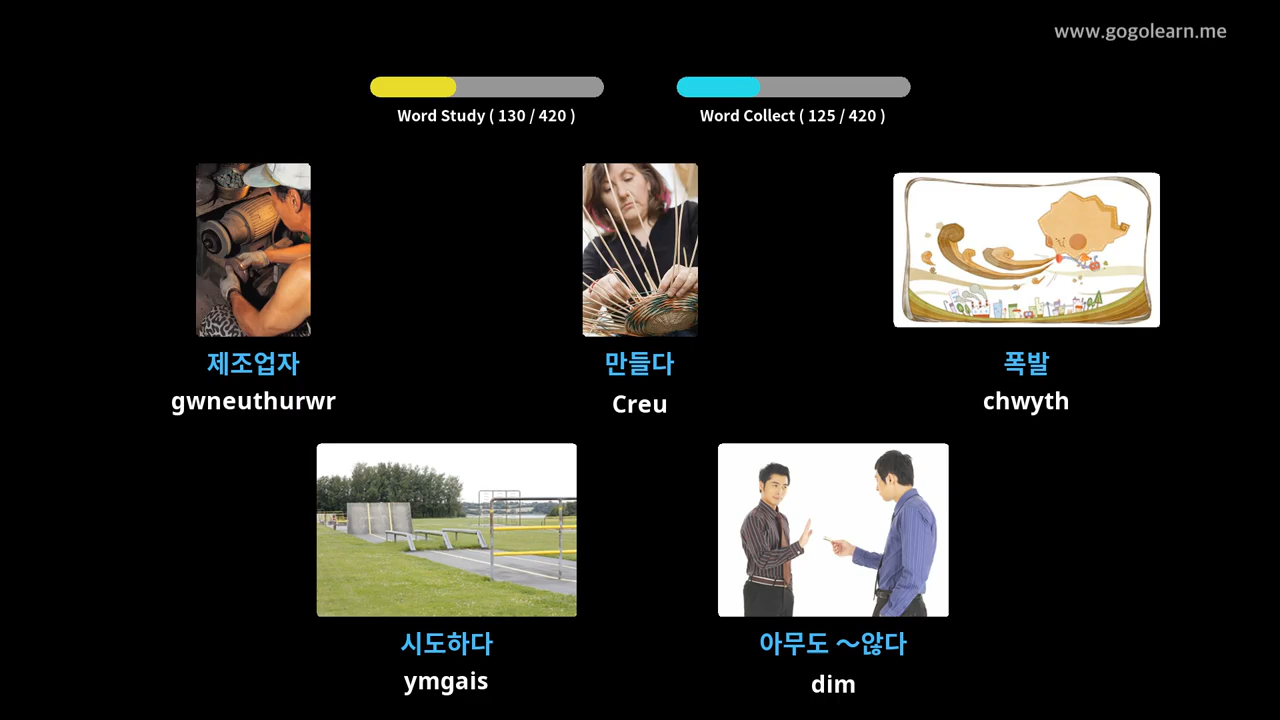 www.gogolearn.me
Word Study ( 130 / 420 )
Word Collect ( 125 / 420 )
제조업자
gwneuthurwr
만들다
Creu
폭발
chwyth
시도하다
ymgais
아무도 ~않다
dim